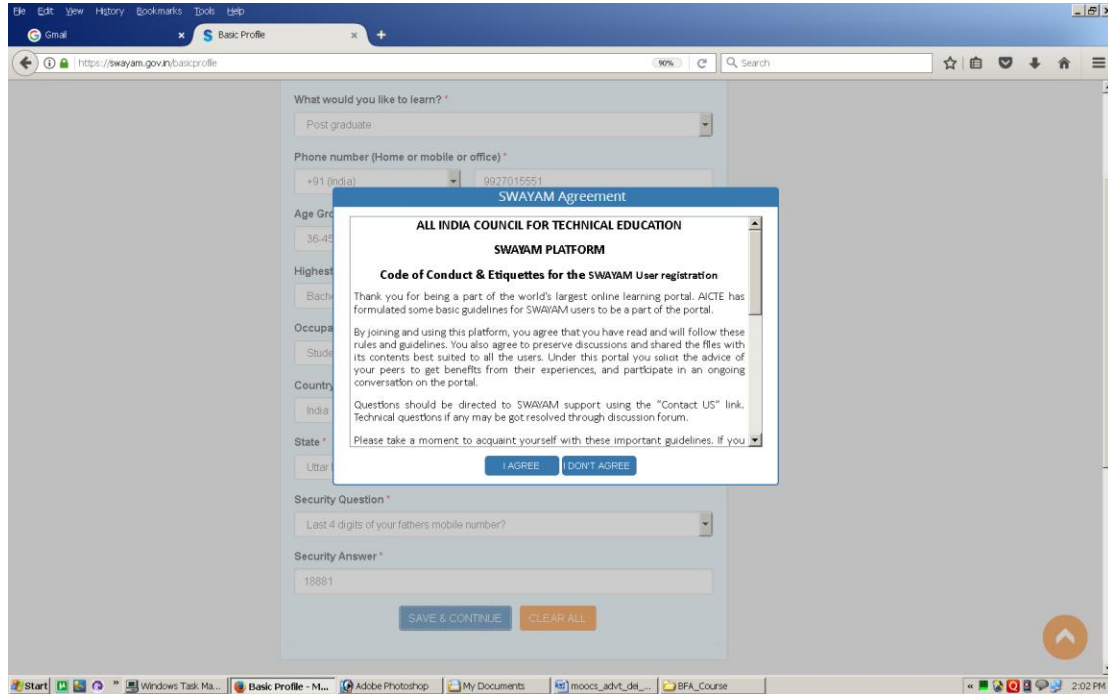 File Edit View History Bookmarks Tools Help
Gmail Basic Profile
https://swayam.gov.in/basicprofile 90% Search
What would you like to learn? *
Post graduate
Phone number (Home or mobile or office) *
+91 (India) 9927015551
SWAYAM Agreement
Age Gro
36-45
ALL INDIA COUNCIL FOR TECHNICAL EDUCATION
SWAYAM PLATFORM
Code of Conduct & Etiquettes for the SWAYAM User registration
Thank you for being a part of the world's largest online learning portal. AICTE has
formulated some basic guidelines for SWAYAM users to be a part of the portal.
By joining and using this platform, you agree that you have read and will follow these
rules and guidelines. You also agree to preserve discussions and shared the files with
its contents best suited to all the users. Under this portal you solicit the advice of
your peers to get benefits from their experiences, and participate in an ongoing
conversation on the portal.
Questions should be directed to SWAYAM support using the "Contact US" link.
Technical questions if any may be got resolved through discussion forum.
Please take a moment to acquaint yourself with these important guidelines. If you
I AGREE I DON'T AGREE
Highest
Bache
Occupa
Stude
Country
India
State *
Uttar
Security Question *
Last 4 digits of your fathers mobile number?
Security Answer *
18881
SAVE & CONTINUE CLEAR ALL
Start Windows Task Ma... Basic Profile - M... Adobe Photoshop My Documents moocs_advt_dei_... BFA_Course 2:02 PM